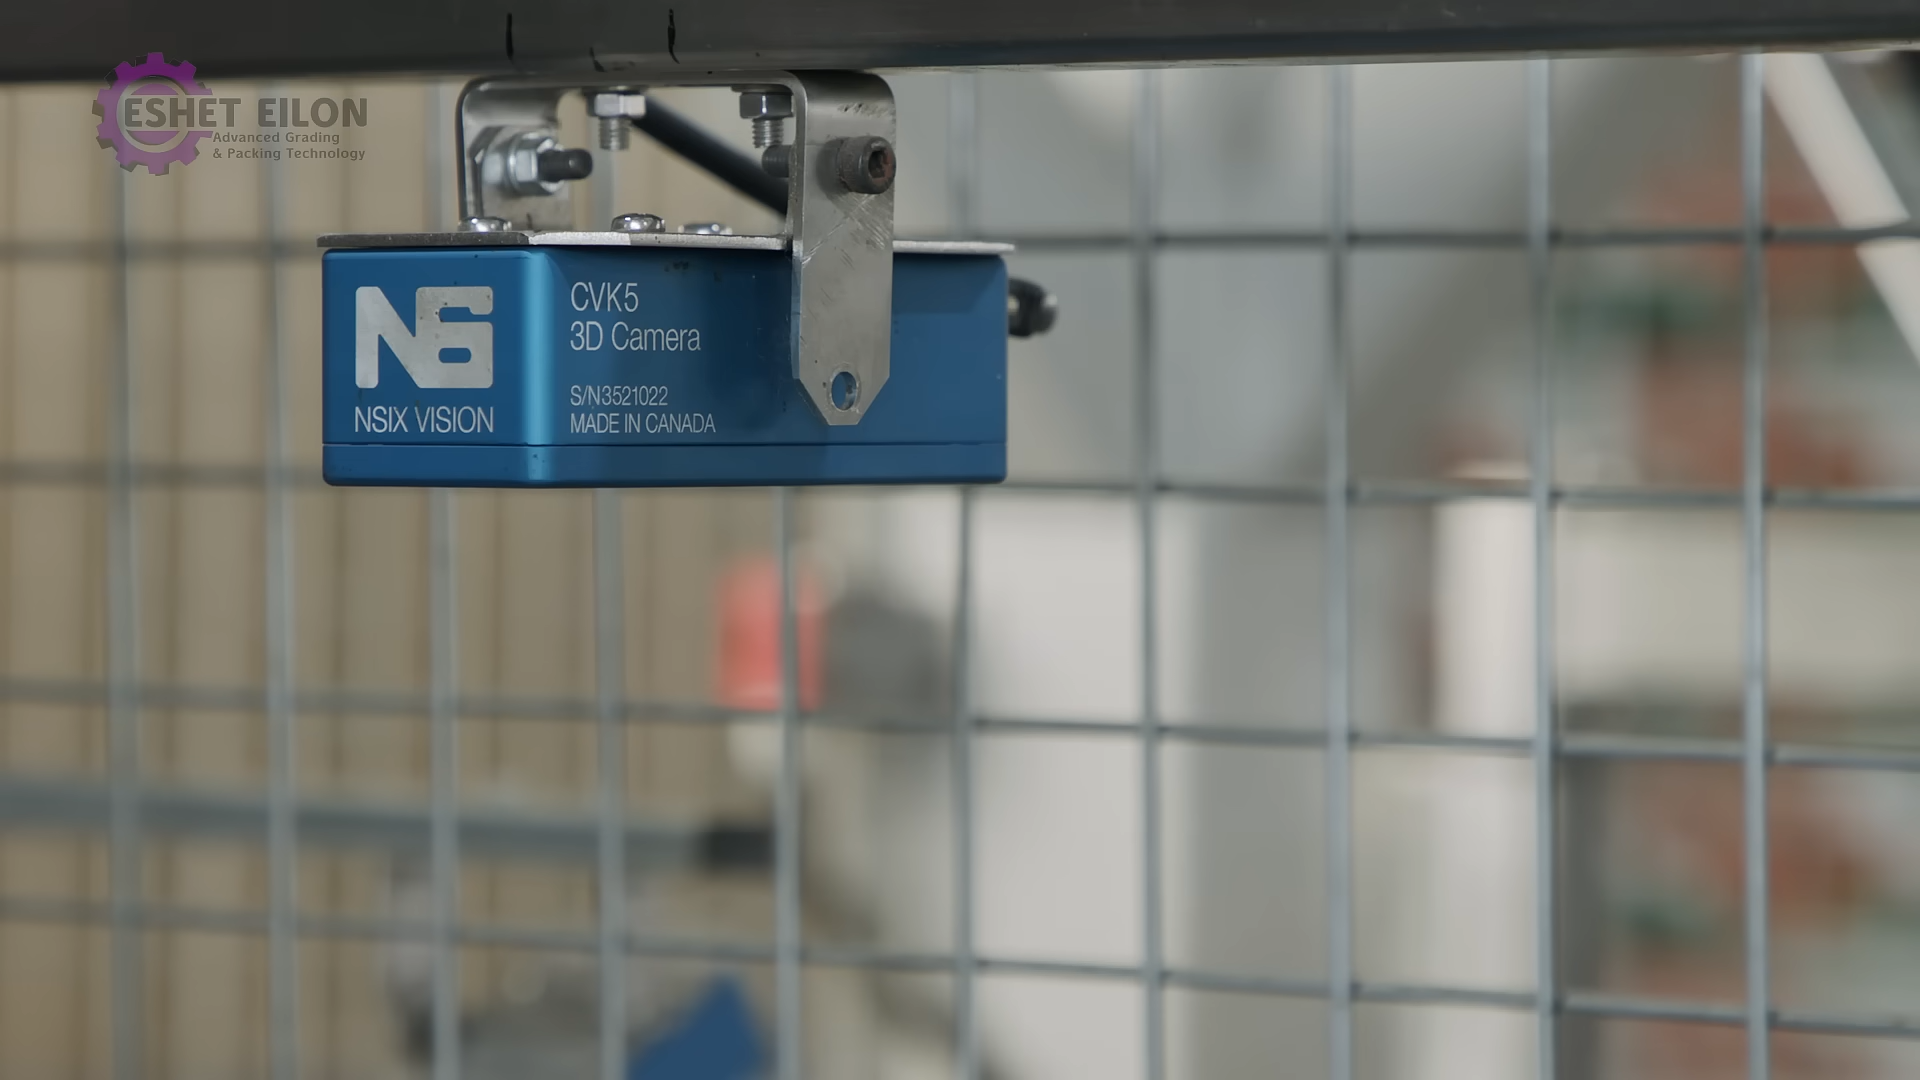 ESHET EILON
Advanced Grading
& Packing Technology
N6
NSIX VISION
CVK5
3D Camera
S/N3521022
MADE IN CANADA